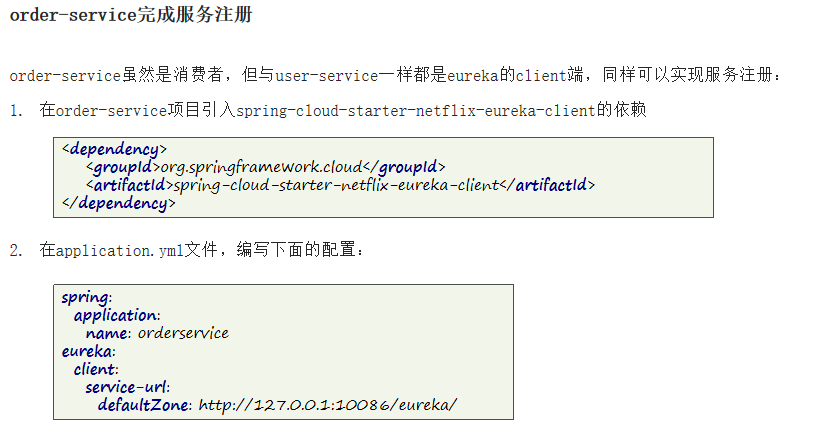 order-service完成服务注册
order-service虽然是消费者，但与user-service一样都是eureka的client端，同样可以实现服务注册：
1. 在order-service项目引入spring-cloud-starter-netflix-eureka-client的依赖
<dependency>
<groupId>org.springframework.cloud</groupId>
<artifactId>spring-cloud-starter-netflix-eureka-client</artifactId>
</dependency>
2. 在application.yml文件，编写下面的配置：
spring:
application:
name: orderservice
eureka:
client:
service-url:
defaultZone: http://127.0.0.1:10086/eureka/